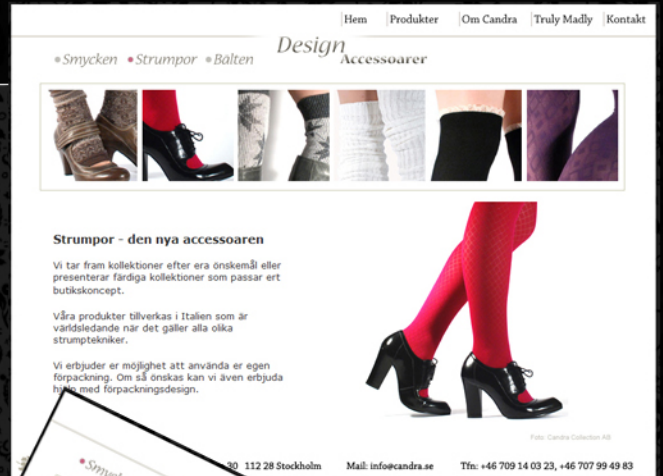 Hem Produkter Om Candra Truly Madly Kontakt
Design
Accessoarer
Smycken Strumpor Bälten
Strumpor - den nya accessoaren
Vi tar fram kollektioner efter era önskemål eller
presenterar färdiga kollektioner som passar ert
butikskoncept.
Våra produkter tillverkas i Italien som är
världsledande när det gäller alla olika
strumptekniker.
Vi erbjuder er möjlighet att använda er egen
förpackning. Om så önskas kan vi även erbjuda
hjälp med förpackningsdesign.
Foto: Candra Collection AB
30 112 28 Stockholm Mail: info@candra.se Tfn: +46 709 14 03 23, +46 707 99 49 83